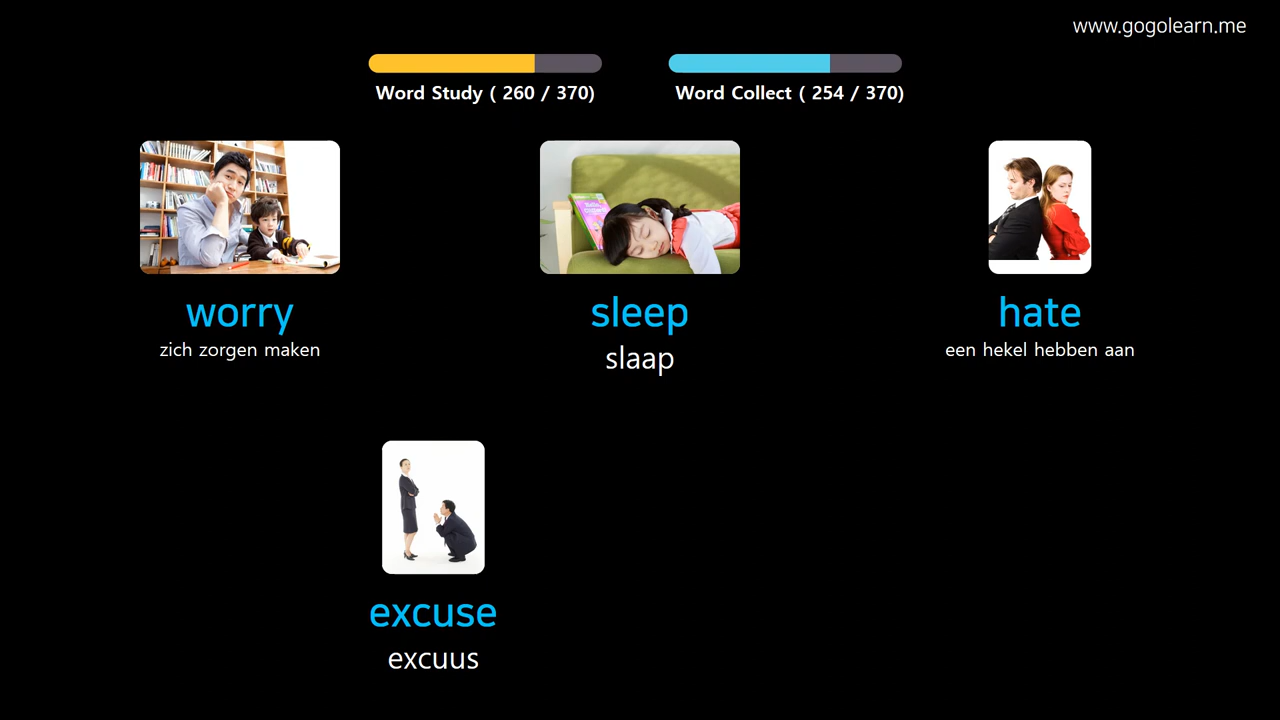 www.gogolearn.me
Word Study ( 260 / 370)
Word Collect ( 254 / 370)
worry
zich zorgen maken
sleep
slaap
hate
een hekel hebben aan
excuse
excuus